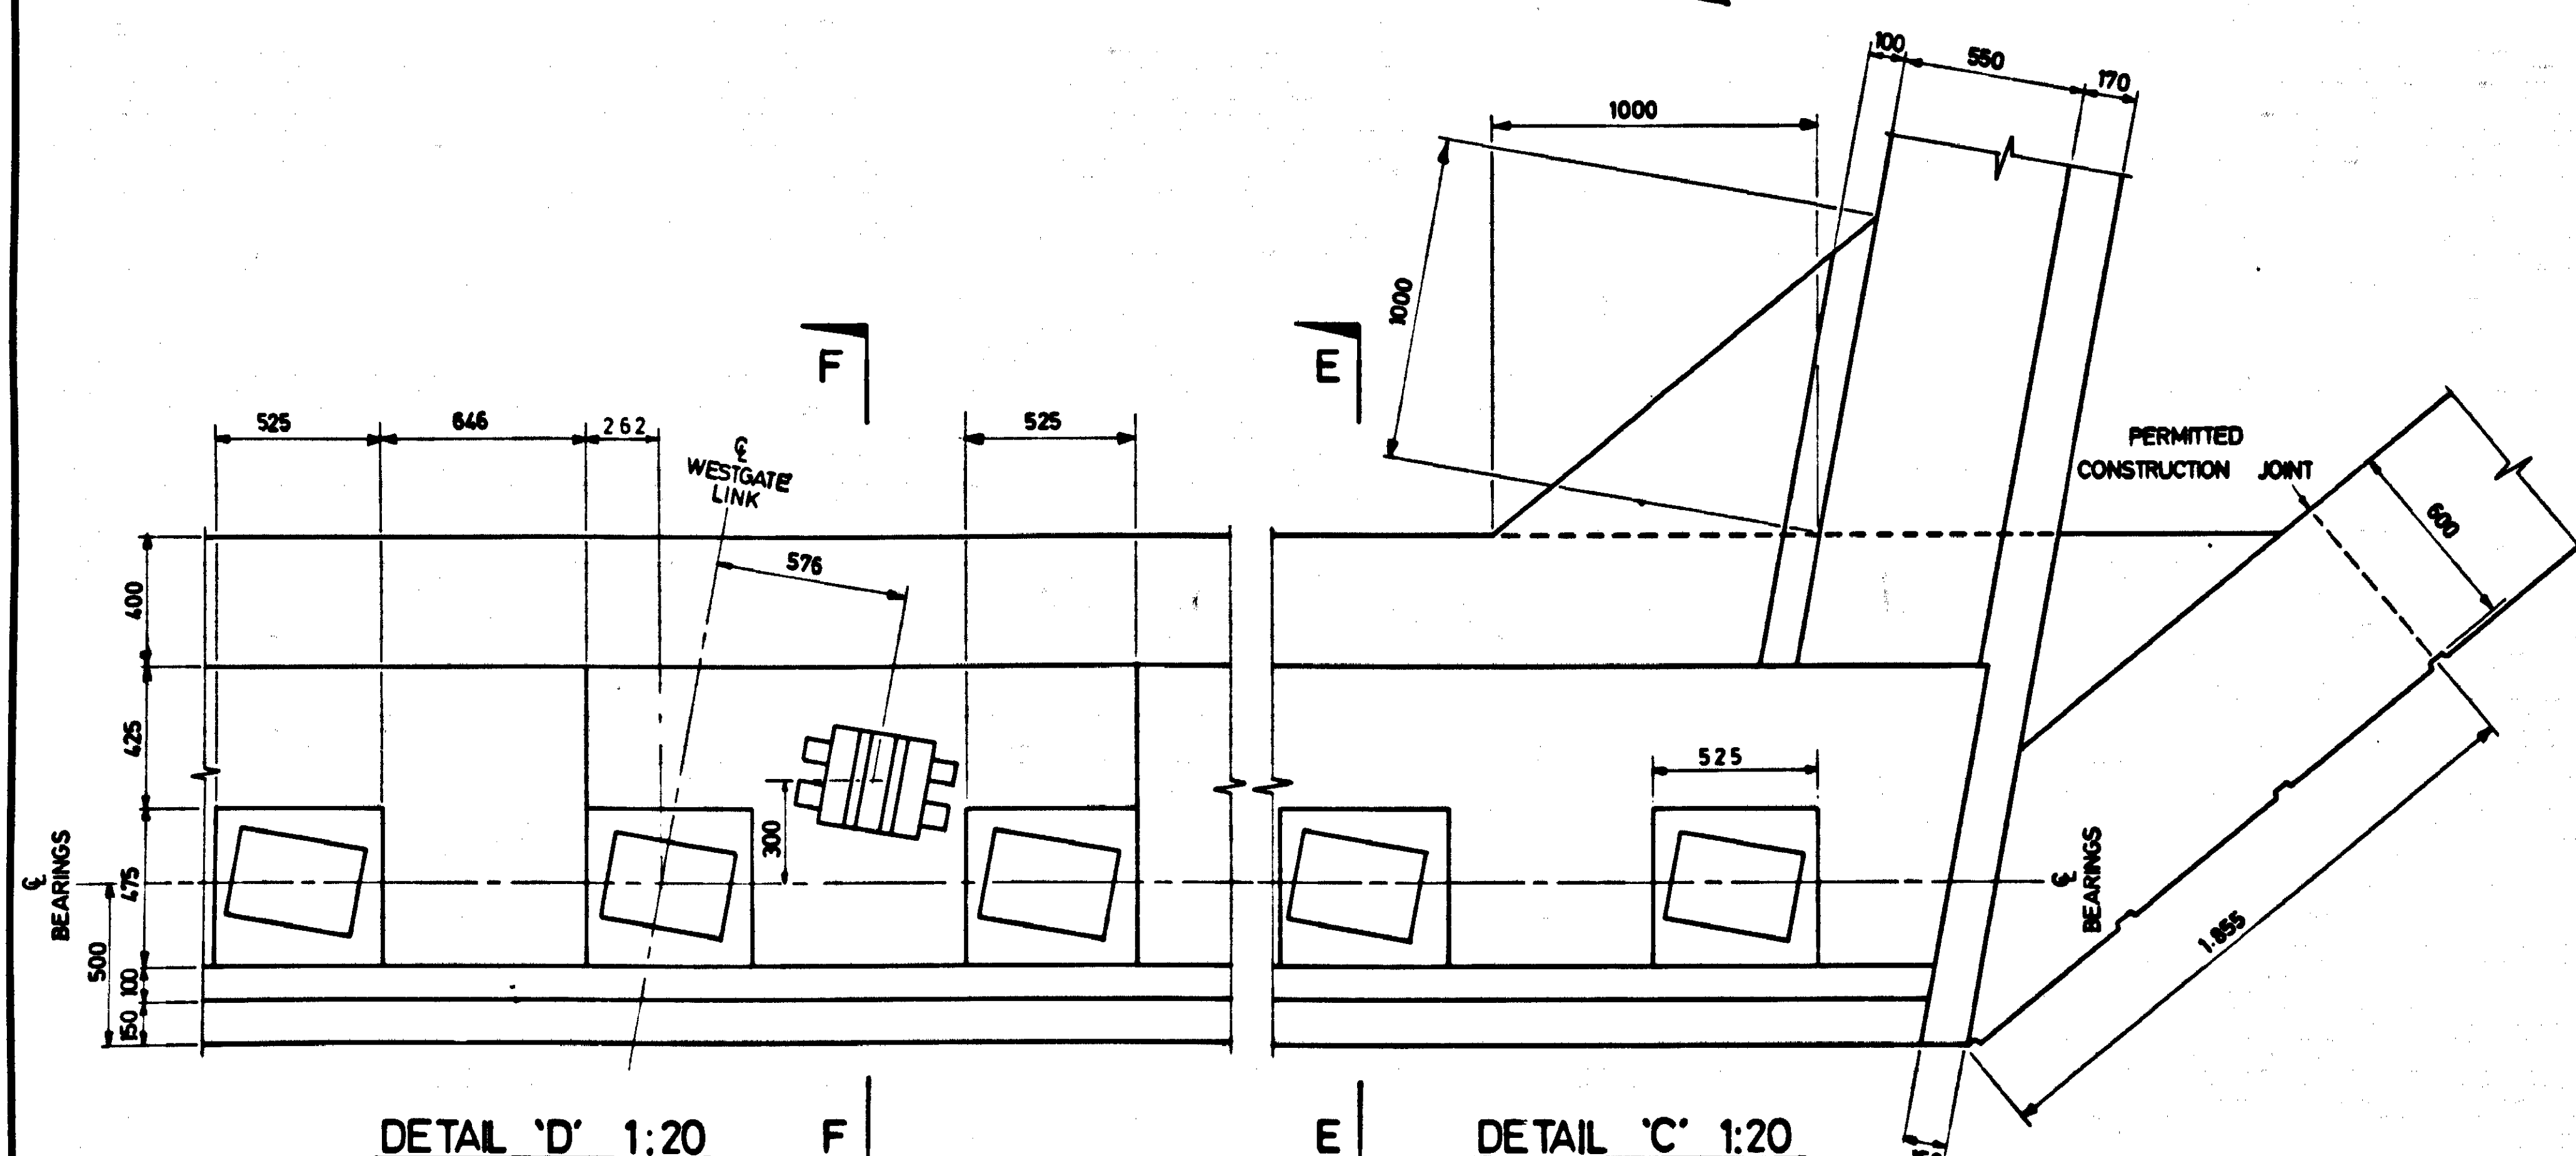 100
550
170
1000
1000
F
E
525
646
262
525
℄
WESTGATE
LINK
PERMITTED
CONSTRUCTION JOINT
600
576
400
425
475
500
100
150
300
525
℄
BEARINGS
℄
BEARINGS
1.855
DETAIL 'D' 1:20
F
E
DETAIL 'C' 1:20